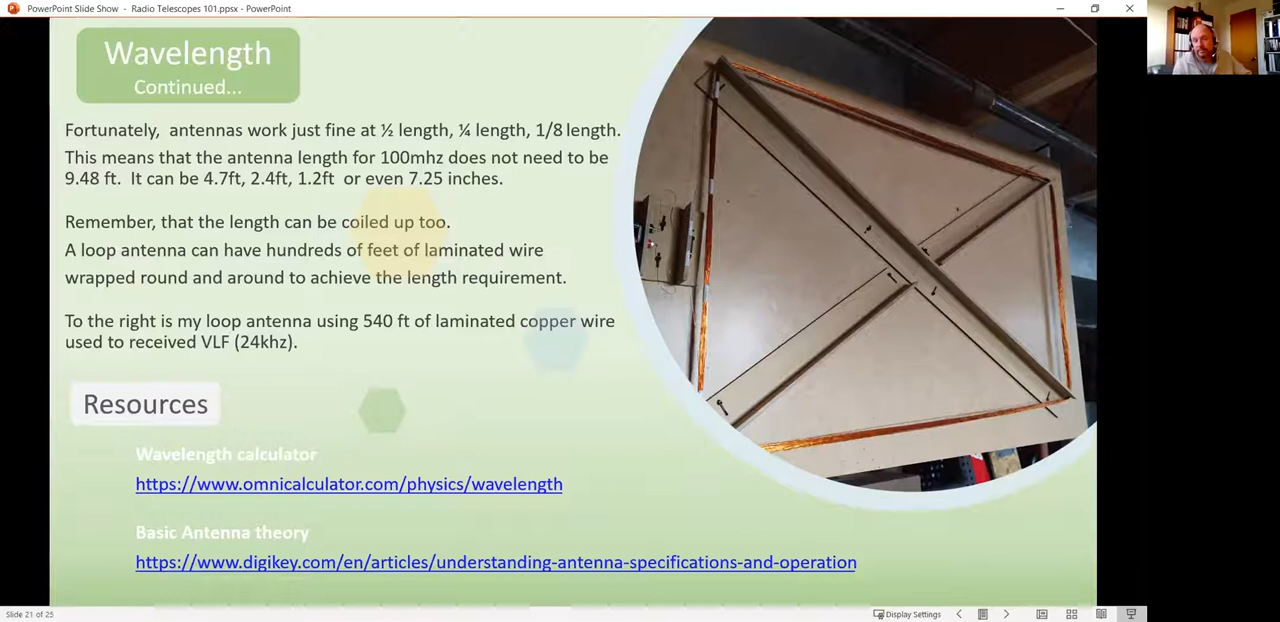 PowerPoint Slide Show - Radio Telescopes 101.ppsx - PowerPoint
Wavelength
Continued...
Fortunately, antennas work just fine at ½ length, ¼ length, 1/8 length.
This means that the antenna length for 100mhz does not need to be
9.48 ft. It can be 4.7ft, 2.4ft, 1.2ft or even 7.25 inches.
Remember, that the length can be coiled up too.
A loop antenna can have hundreds of feet of laminated wire
wrapped round and around to achieve the length requirement.
To the right is my loop antenna using 540 ft of laminated copper wire
used to received VLF (24khz).
Resources
Wavelength calculator
https://www.omnicalculator.com/physics/wavelength
Basic Antenna theory
https://www.digikey.com/en/articles/understanding-antenna-specifications-and-operation
Slide 21 of 25
Display Settings